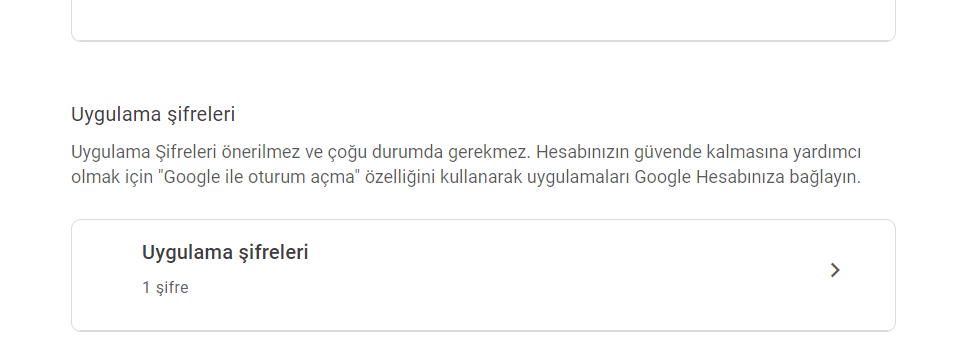 Uygulama şifreleri
Uygulama Şifreleri önerilmez ve çoğu durumda gerekmez. Hesabınızın güvende kalmasına yardımcı
olmak için "Google ile oturum açma" özelliğini kullanarak uygulamaları Google Hesabınıza bağlayın.
Uygulama şifreleri
1 şifre